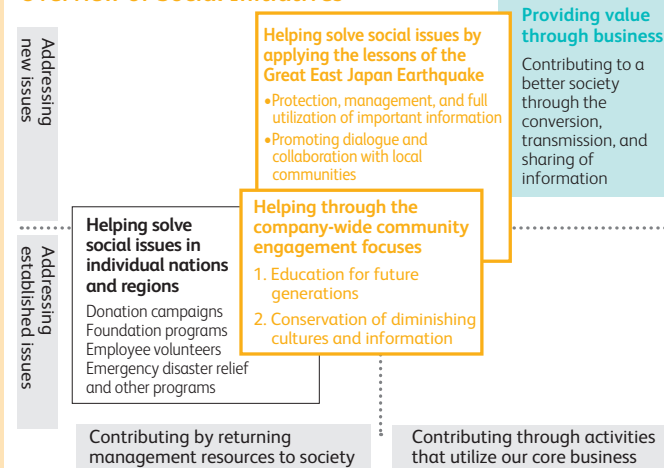 Overview of Social Initiatives
Addressing
new issues
Helping solve social issues by
applying the lessons of the
Great East Japan Earthquake
•Protection, management, and full
utilization of important information
•Promoting dialogue and
collaboration with local
communities
Providing value
through business
Contributing to a
better society
through the
conversion,
transmission, and
sharing of
information
Addressing
established issues
Helping solve
social issues in
individual nations
and regions
Donation campaigns
Foundation programs
Employee volunteers
Emergency disaster relief
and other programs
Helping through the
company-wide community
engagement focuses
1. Education for future
generations
2. Conservation of diminishing
cultures and information
Contributing by returning
management resources to society
Contributing through activities
that utilize our core business